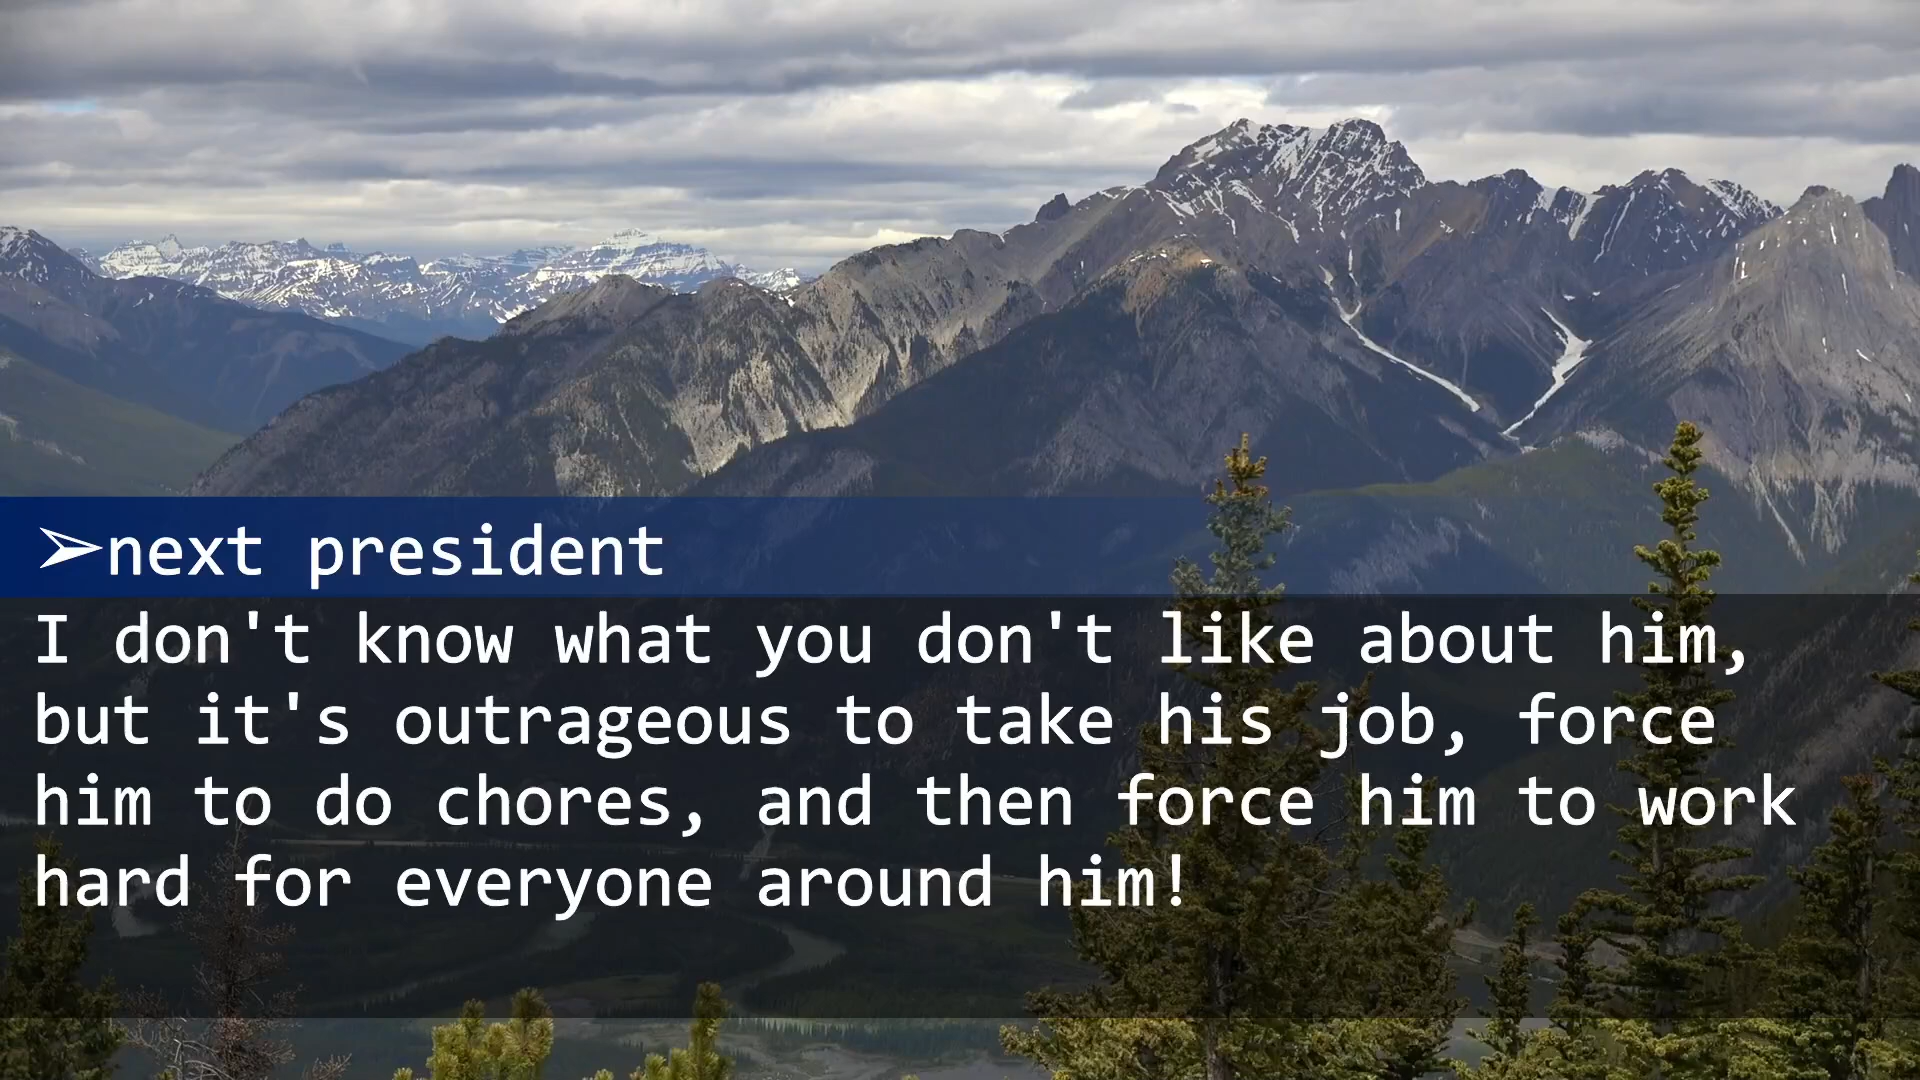 ➢next president
I don't know what you don't like about him,
but it's outrageous to take his job, force
him to do chores, and then force him to work
hard for everyone around him!